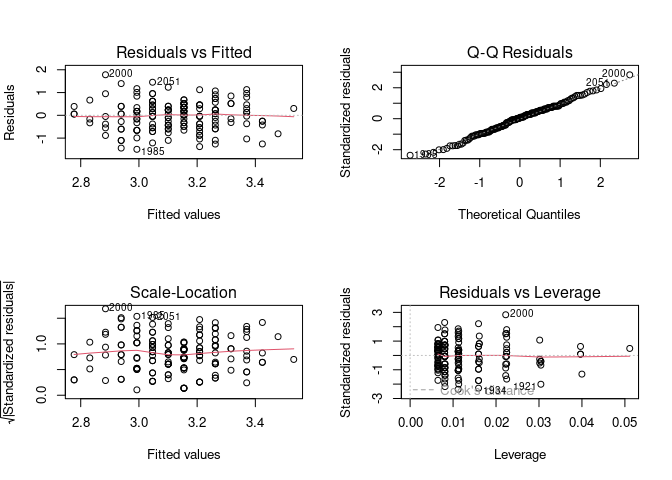 Residuals vs Fitted
Residuals
2
1
0
-1
2000
2051
1985
2.8 3.0 3.2 3.4
Fitted values
Q-Q Residuals
Standardized residuals
2
0
-2
2000
2051
-2 -1 0 1 2
Theoretical Quantiles
Scale-Location
√|Standardized residuals|
1.0
0.0
2000
1985
2051
2.8 3.0 3.2 3.4
Fitted values
Residuals vs Leverage
Standardized residuals
3
1
-1
-3
2000
1921
1934
Cook's distance
0.00 0.01 0.02 0.03 0.04 0.05
Leverage